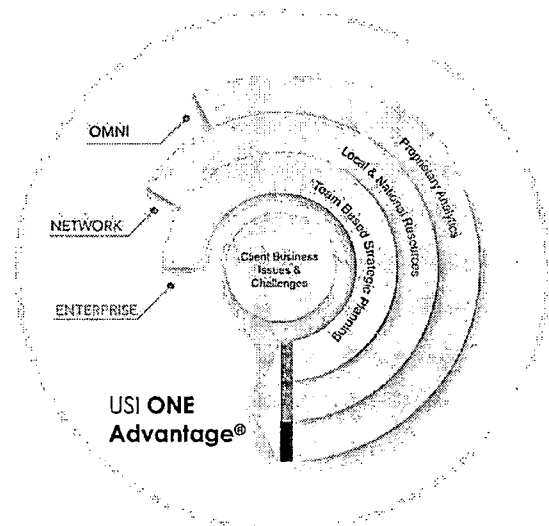 OMNI
NETWORK
ENTERPRISE
Proprietary Analytics
Local & National Resources
Team Based Strategic Planning
Client Business
Issues &
Challenges
USI ONE
Advantage®